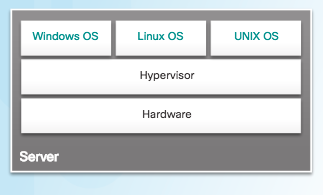 Windows OS Linux OS UNIX OS
Hypervisor
Hardware
Server